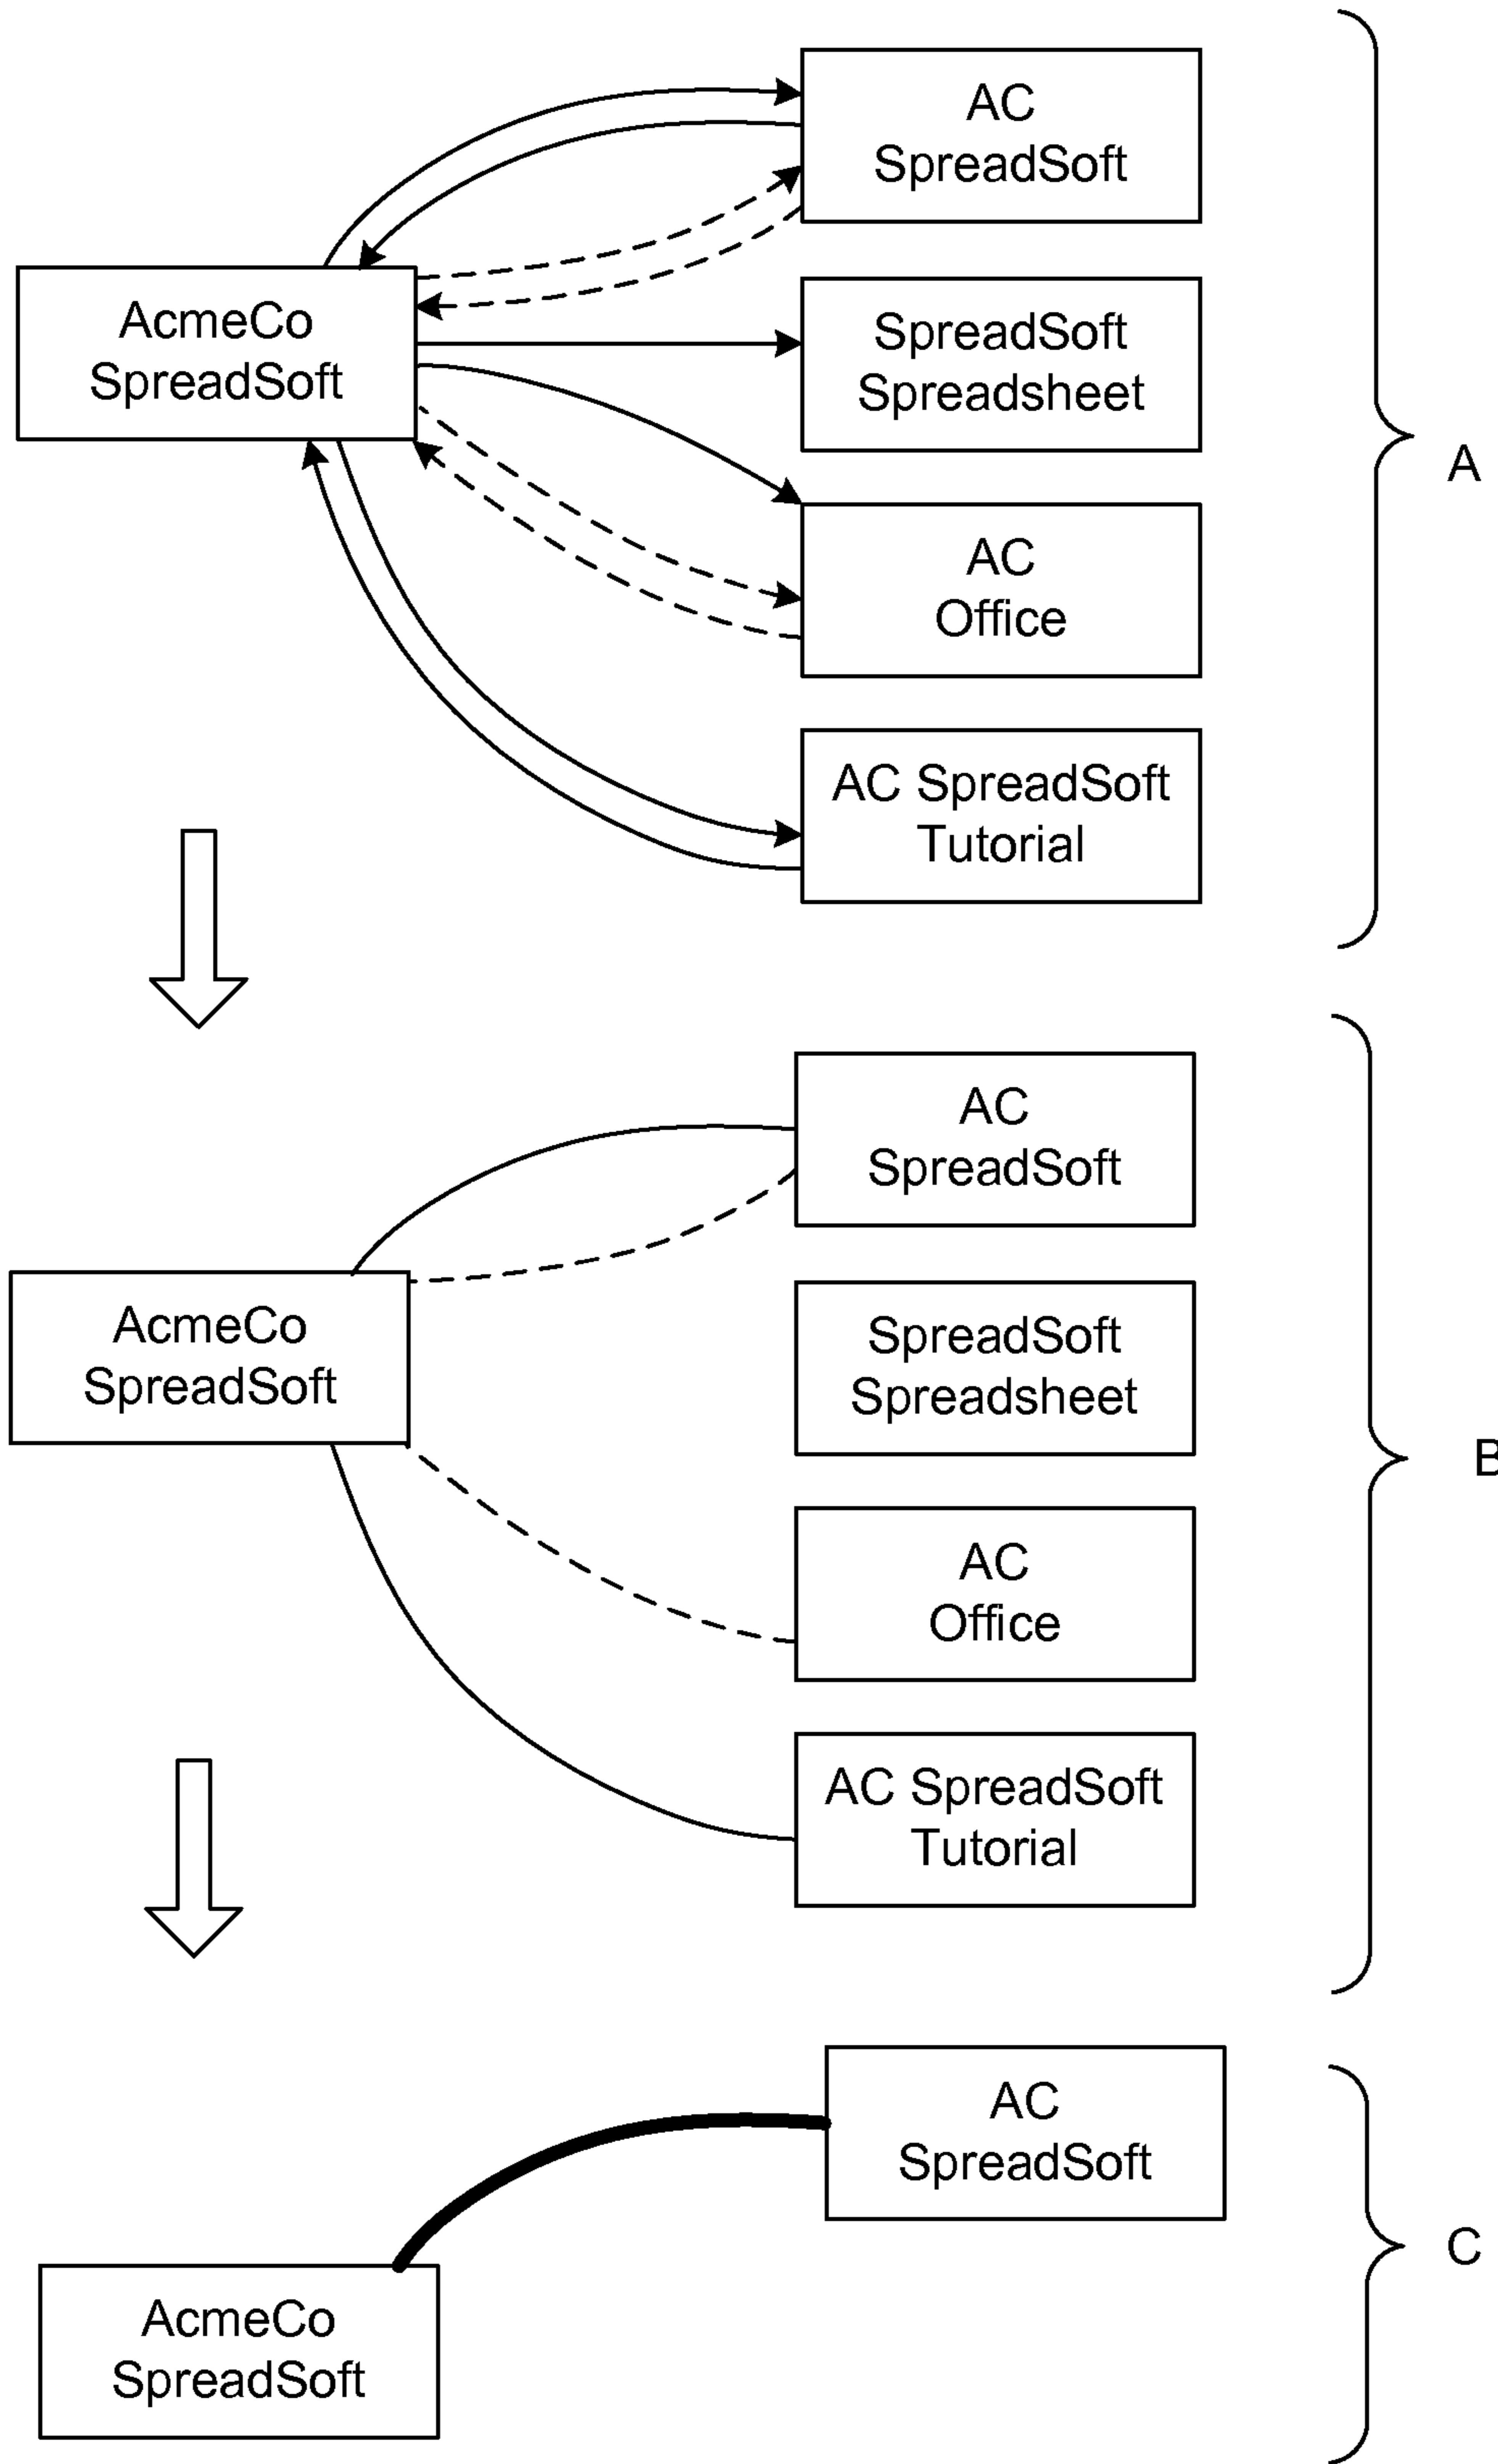 AC
SpreadSoft
AcmeCo
SpreadSoft
SpreadSoft
Spreadsheet
A
AC
Office
AC SpreadSoft
Tutorial
AC
SpreadSoft
AcmeCo
SpreadSoft
SpreadSoft
Spreadsheet
B
AC
Office
AC SpreadSoft
Tutorial
AC
SpreadSoft
C
AcmeCo
SpreadSoft